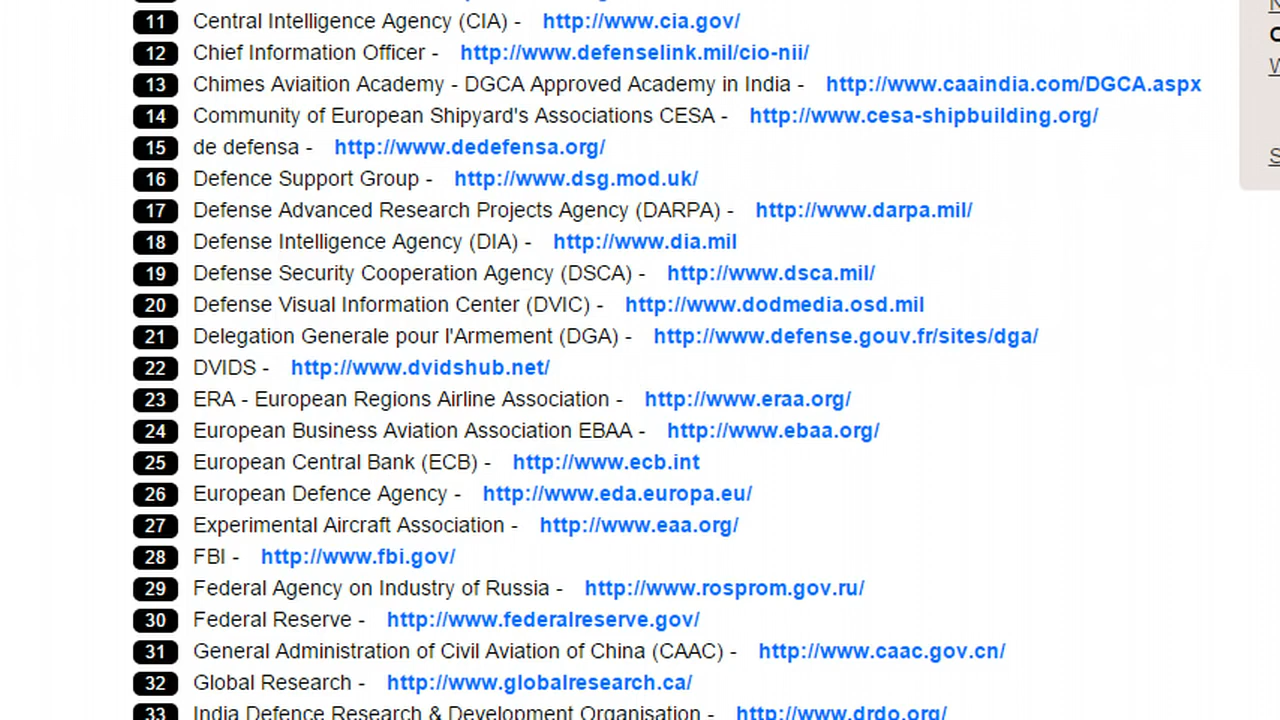 11 Central Intelligence Agency (CIA) - http://www.cia.gov/
12 Chief Information Officer - http://www.defenselink.mil/cio-nii/
13 Chimes Aviaition Academy - DGCA Approved Academy in India - http://www.caaindia.com/DGCA.aspx
14 Community of European Shipyard's Associations CESA - http://www.cesa-shipbuilding.org/
15 de defensa - http://www.dedefensa.org/
16 Defence Support Group - http://www.dsg.mod.uk/
17 Defense Advanced Research Projects Agency (DARPA) - http://www.darpa.mil/
18 Defense Intelligence Agency (DIA) - http://www.dia.mil
19 Defense Security Cooperation Agency (DSCA) - http://www.dsca.mil/
20 Defense Visual Information Center (DVIC) - http://www.dodmedia.osd.mil
21 Delegation Generale pour l'Armement (DGA) - http://www.defense.gouv.fr/sites/dga/
22 DVIDS - http://www.dvidshub.net/
23 ERA - European Regions Airline Association - http://www.eraa.org/
24 European Business Aviation Association EBAA - http://www.ebaa.org/
25 European Central Bank (ECB) - http://www.ecb.int
26 European Defence Agency - http://www.eda.europa.eu/
27 Experimental Aircraft Association - http://www.eaa.org/
28 FBI - http://www.fbi.gov/
29 Federal Agency on Industry of Russia - http://www.rosprom.gov.ru/
30 Federal Reserve - http://www.federalreserve.gov/
31 General Administration of Civil Aviation of China (CAAC) - http://www.caac.gov.cn/
32 Global Research - http://www.globalresearch.ca/
33 India Defence Research & Development Organisation - http://www.drdo.org/